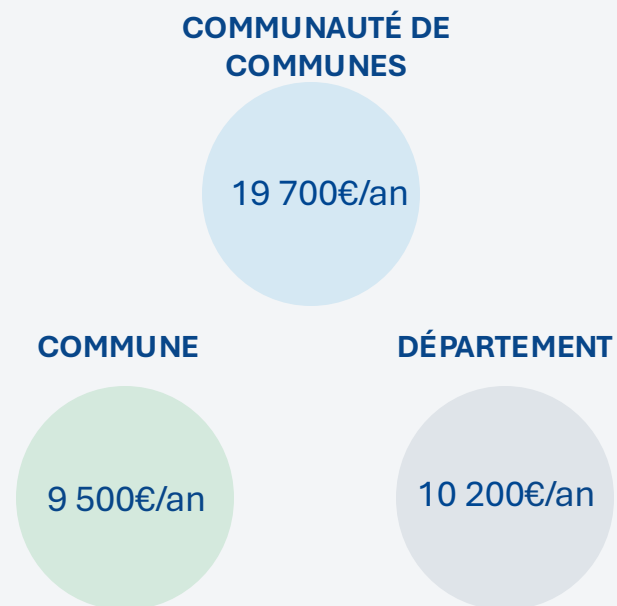 COMMUNAUTÉ DE
COMMUNES
19 700€/an
COMMUNE
DÉPARTEMENT
9 500€/an
10 200€/an